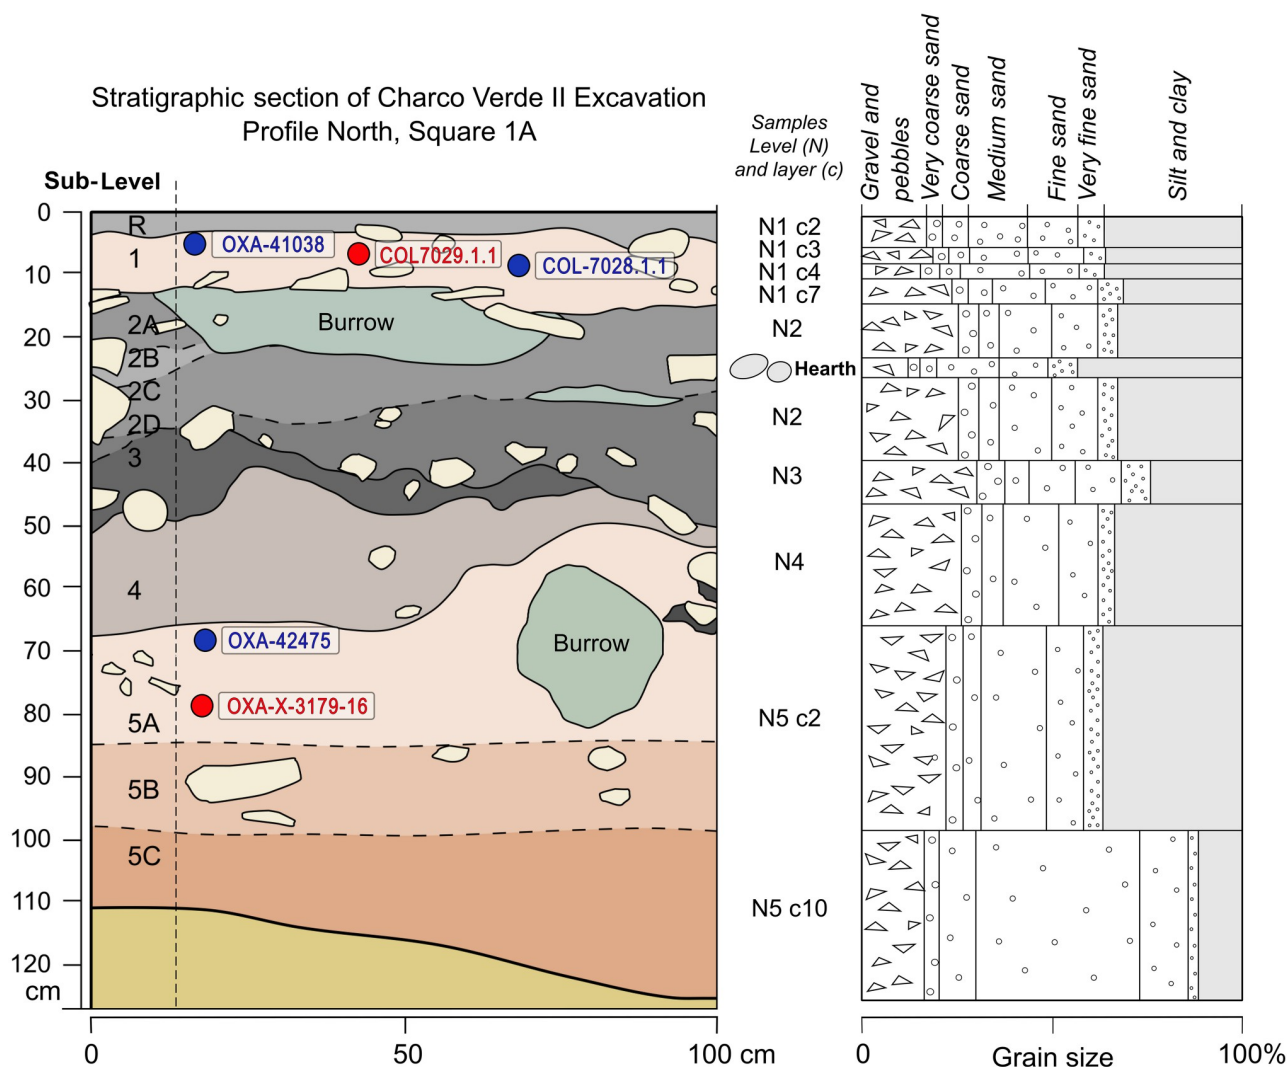 Stratigraphic section of Charco Verde II Excavation
Profile North, Square 1A
Sub-Level
0
10
20
30
40
50
60
70
80
90
100
110
120
cm
R
1
2A
2B
2C
2D
3
4
5A
5B
5C
OXA-41038
COL7029.1.1
COL-7028.1.1
Burrow
OXA-42475
Burrow
OXA-X-3179-16
0
50
100 cm
Samples
Level (N)
and layer (c)
N1 c2
N1 c3
N1 c4
N1 c7
N2
Hearth
N2
N3
N4
N5 c2
N5 c10
Gravel and
pebbles
Very coarse sand
Coarse sand
Medium sand
Fine sand
Very fine sand
Silt and clay
0
Grain size
100%